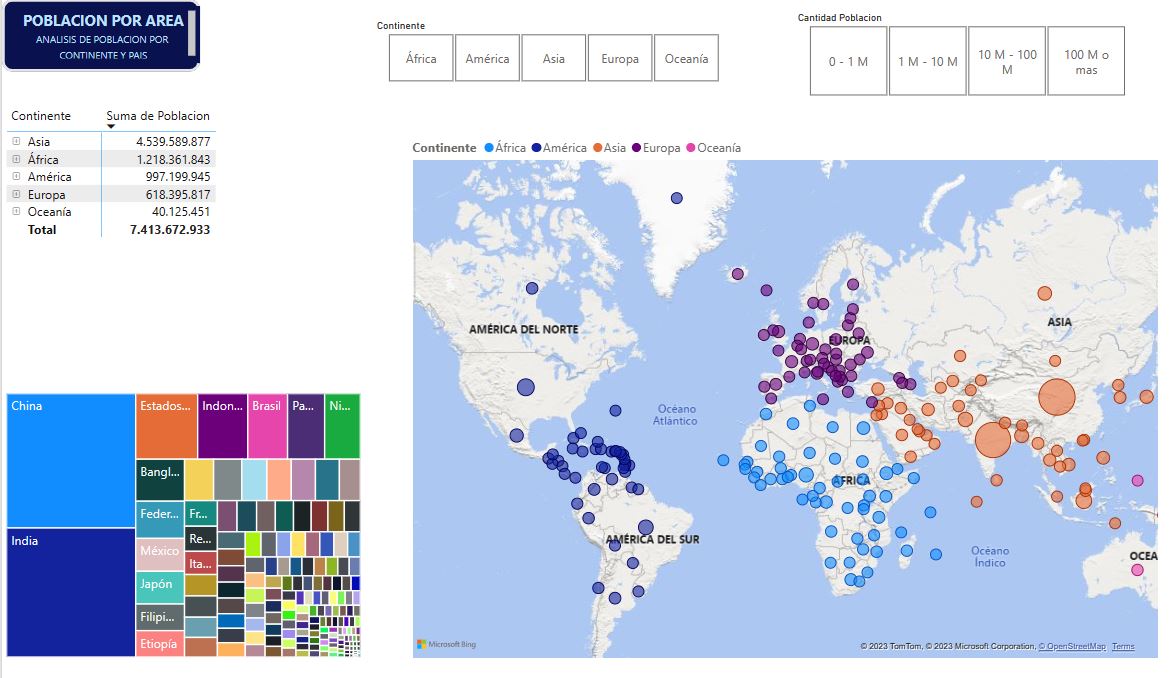 POBLACION POR AREA
ANALISIS DE POBLACION POR
CONTINENTE Y PAIS
Continente
África
América
Asia
Europa
Oceanía
Cantidad Poblacion
0 - 1 M
1 M - 10 M
10 M - 100
M
100 M o
mas
Continente Suma de Poblacion
Asia 4.539.589.877
África 1.218.361.843
América 997.199.945
Europa 618.395.817
Oceanía 40.125.451
Total 7.413.672.933
Continente África América Asia Europa Oceanía
AMÉRICA DEL NORTE
EUROPA
ASIA
Océano
Atlántico
ÁFRICA
AMÉRICA DEL SUR
Océano
Índico
OCEA
Microsoft Bing
© 2023 TomTom, © 2023 Microsoft Corporation, © OpenStreetMap Terms
China
Estados...
Indon...
Brasil
Pa...
Ni...
Bangl...
Feder...
Fr...
India
México
Re...
Ita...
Japón
Filipi...
Etiopía